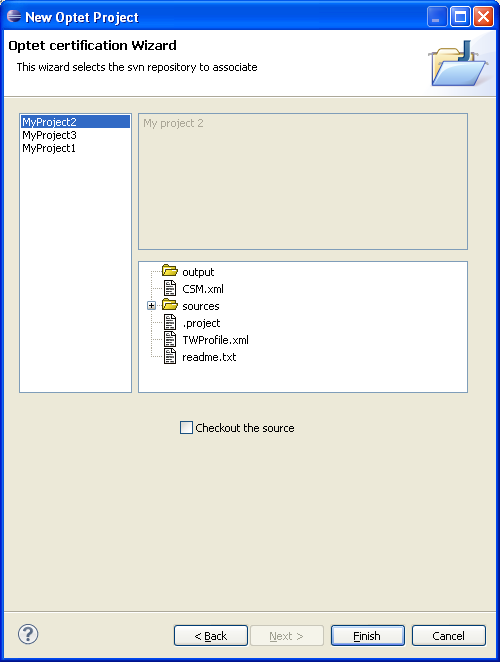 New Optet Project
Optet certification Wizard
This wizard selects the svn repository to associate
MyProject2
MyProject3
MyProject1
My project 2
output
CSM.xml
sources
.project
TWProfile.xml
readme.txt
Checkout the source
?
< Back
Next >
Finish
Cancel